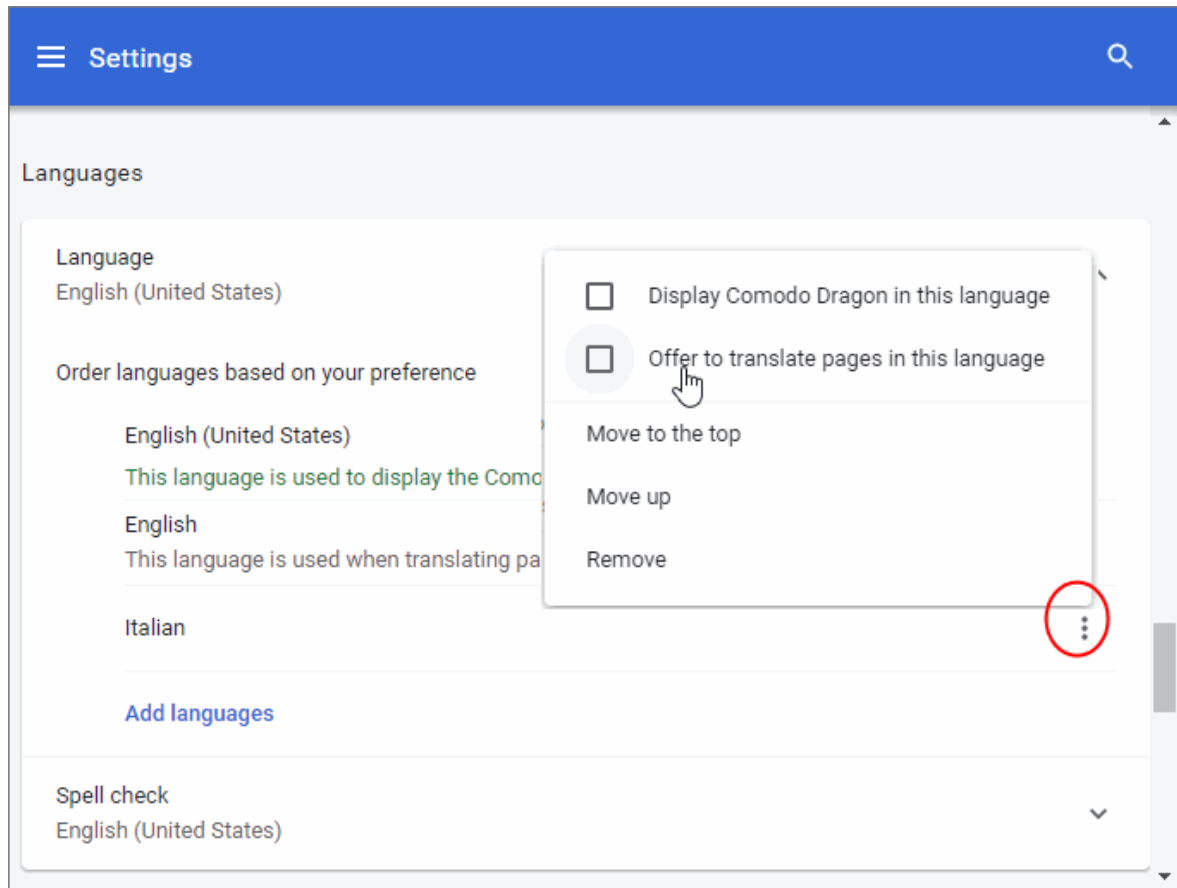 Settings
Languages
Language
English (United States)
Display Comodo Dragon in this language
Offer to translate pages in this language
Order languages based on your preference
Move to the top
English (United States)
This language is used to display the Como
Move up
English
This language is used when translating pa
Remove
Italian
Add languages
Spell check
English (United States)